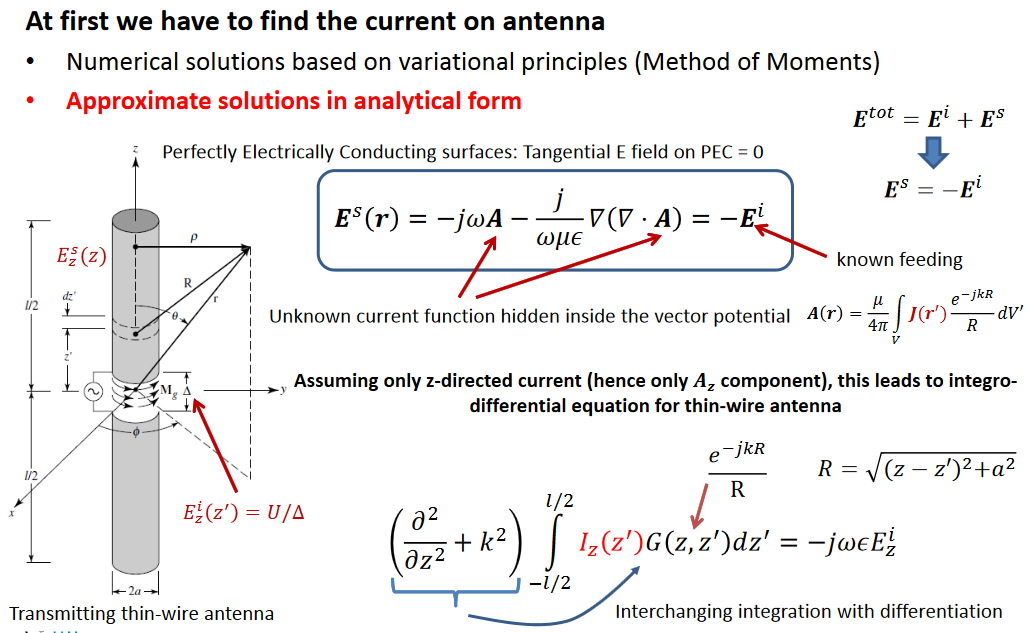 At first we have to find the current on antenna
• Numerical solutions based on variational principles (Method of Moments)
• Approximate solutions in analytical form
E^tot = E^i + E^s
Perfectly Electrically Conducting surfaces: Tangential E field on PEC = 0
E^s = −E^i
E^s(r) = −jωA − j/(ωμϵ) ∇(∇ · A) = −E^i
known feeding
Unknown current function hidden inside the vector potential
A(r) = μ/4π ∫_V J(r′) e^−jkR/R dV′
Assuming only z-directed current (hence only A_z component), this leads to integro-
differential equation for thin-wire antenna
e^−jkR/R
R = √((z − z′)²+a²)
(∂²/∂z² + k²) ∫_−l/2^l/2 I_z(z′)G(z, z′)dz′ = −jωϵE_z^i
Interchanging integration with differentiation
z
ρ
E_z^s(z)
R
r
dz'
l/2
θ
z'
M_g Δ
y
ϕ
l/2
x
E_z^i(z′) = U/Δ
2a
Transmitting thin-wire antenna